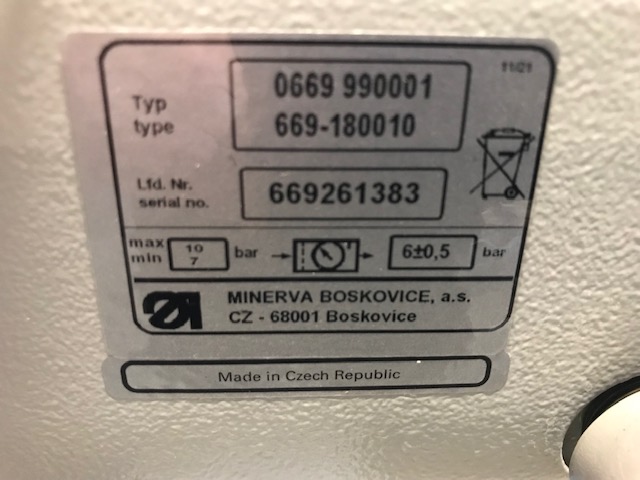 11/21
Typ
type
0669 990001
669-180010
Lfd. Nr.
serial no.
669261383
max
min
10
7
bar
6±0,5
bar
MINERVA BOSKOVICE, a.s.
CZ - 68001 Boskovice
Made in Czech Republic